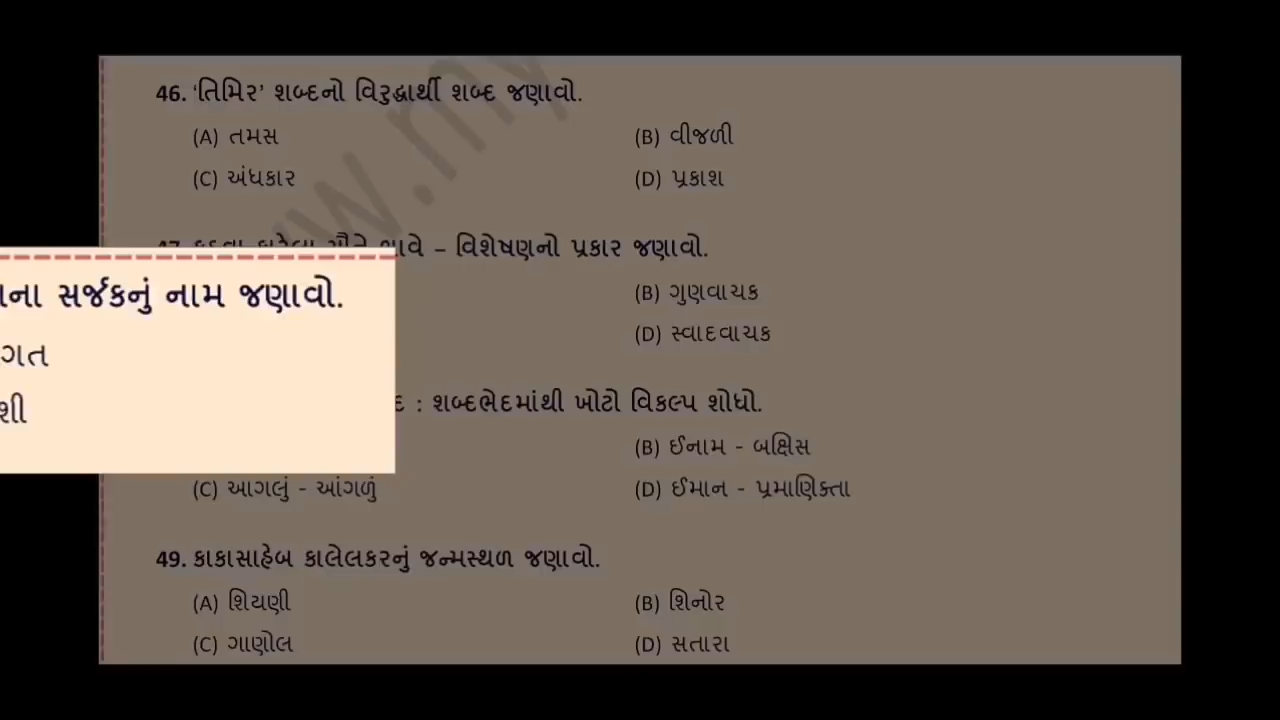 46. ‘તિમિર’ શબ્દનો વિરુદ્ધાર્થી શબ્દ જણાવો.
(A) તમસ (B) વીજળી
(C) અંધકાર (D) પ્રકાશ
– વિશેષણનો પ્રકાર જણાવો.
સર્જકનું નામ જણાવો.
(B) ગુણવાચક
(D) સ્વાદવાચક
: શબ્દભેદમાંથી ખોટો વિકલ્પ શોધો.
(B) ઈનામ - બક્ષિસ
(C) આગલું - આંગળું (D) ઈમાન - પ્રમાણિક્તા
49. કાકાસાહેબ કાલેલકરનું જન્મસ્થળ જણાવો.
(A) શિયણી (B) શિનોર
(C) ગાણોલ (D) સતારા